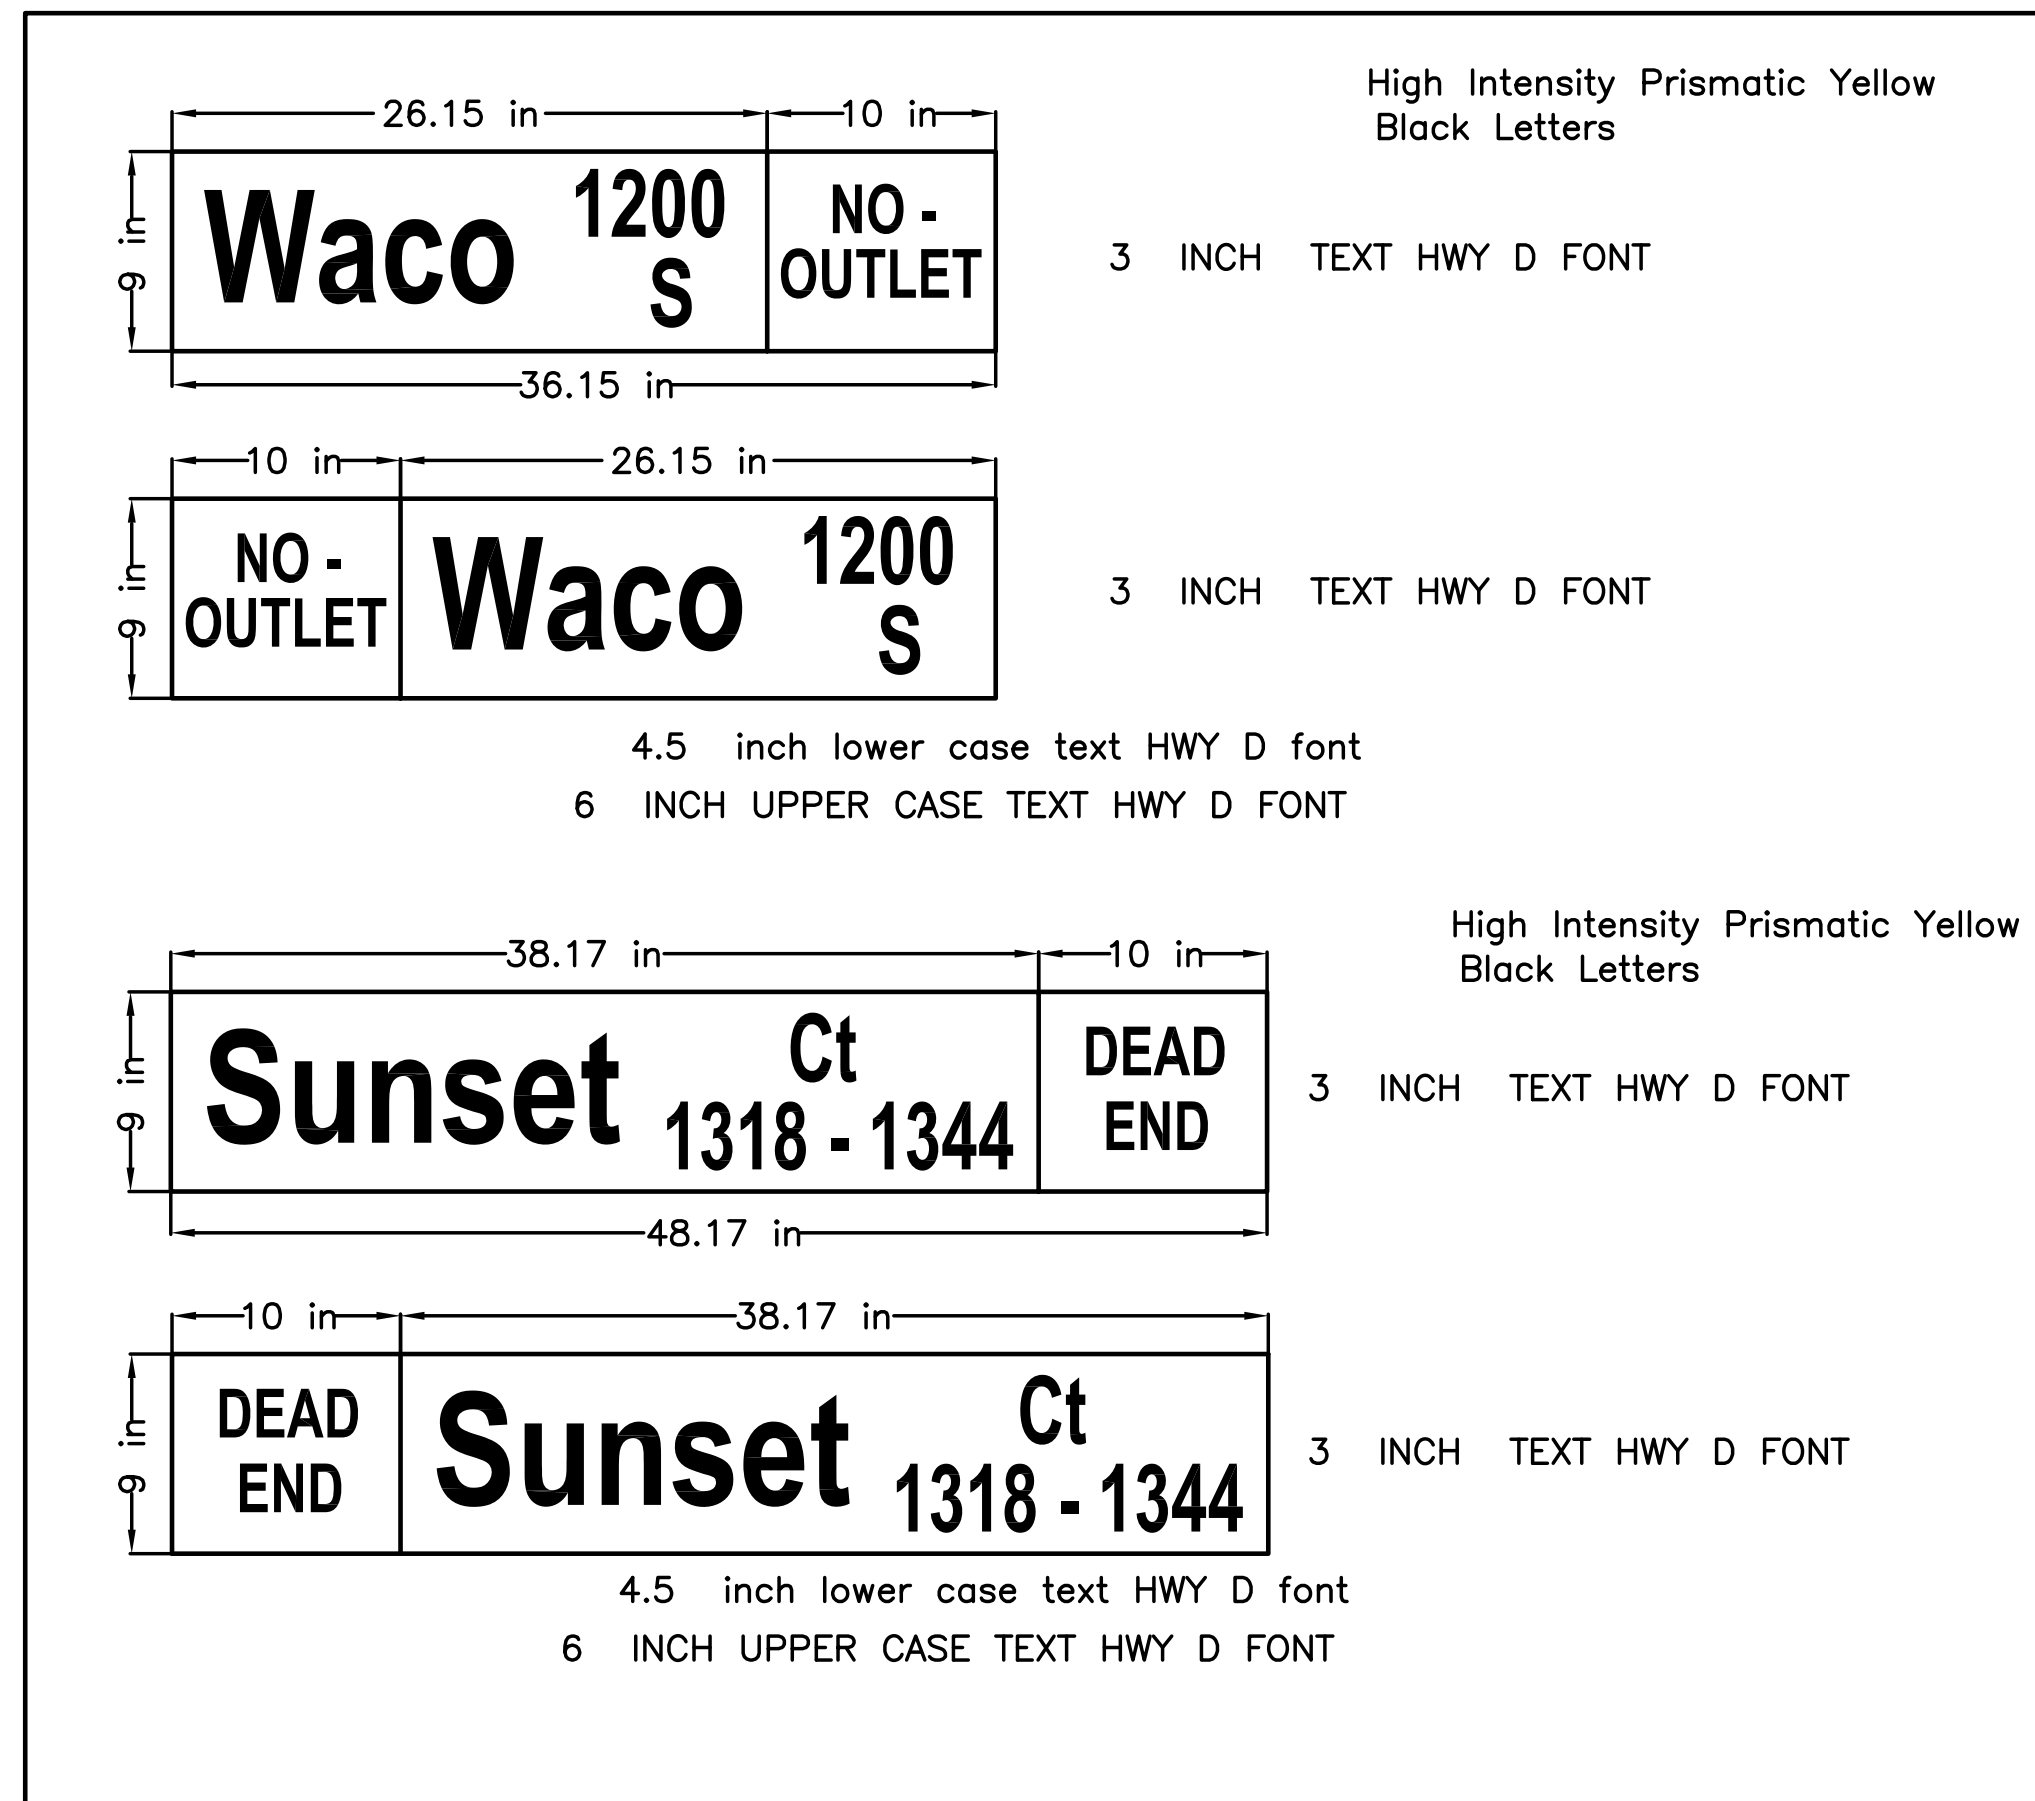 High Intensity Prismatic Yellow
Black Letters
26.15 in 10 in
9 in
Waco 1200 S
NO -
OUTLET
3 INCH TEXT HWY D FONT
36.15 in
10 in 26.15 in
9 in
NO -
OUTLET
Waco 1200 S
3 INCH TEXT HWY D FONT
4.5 inch lower case text HWY D font
6 INCH UPPER CASE TEXT HWY D FONT
High Intensity Prismatic Yellow
Black Letters
38.17 in 10 in
9 in
Sunset Ct
1318 - 1344
DEAD
END
3 INCH TEXT HWY D FONT
48.17 in
10 in 38.17 in
9 in
DEAD
END
Sunset Ct
1318 - 1344
3 INCH TEXT HWY D FONT
4.5 inch lower case text HWY D font
6 INCH UPPER CASE TEXT HWY D FONT